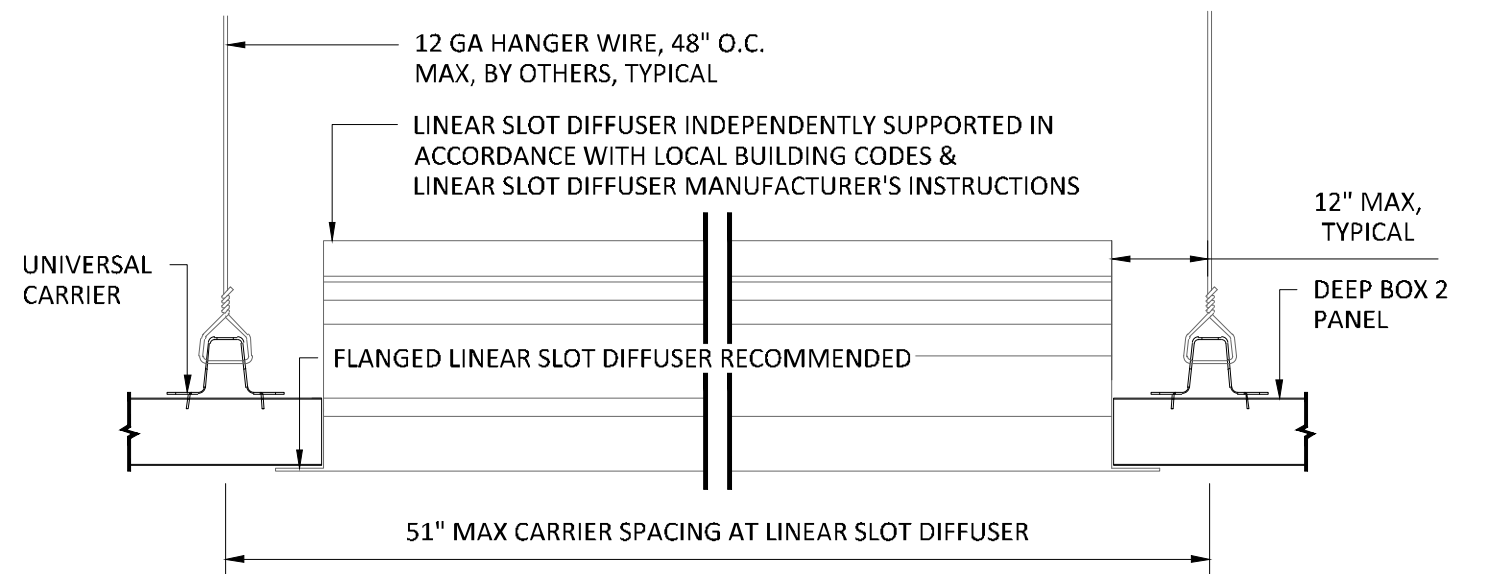 12 GA HANGER WIRE, 48" O.C.
MAX, BY OTHERS, TYPICAL
LINEAR SLOT DIFFUSER INDEPENDENTLY SUPPORTED IN
ACCORDANCE WITH LOCAL BUILDING CODES &
LINEAR SLOT DIFFUSER MANUFACTURER'S INSTRUCTIONS
12" MAX,
TYPICAL
UNIVERSAL
CARRIER
DEEP BOX 2
PANEL
FLANGED LINEAR SLOT DIFFUSER RECOMMENDED
51" MAX CARRIER SPACING AT LINEAR SLOT DIFFUSER